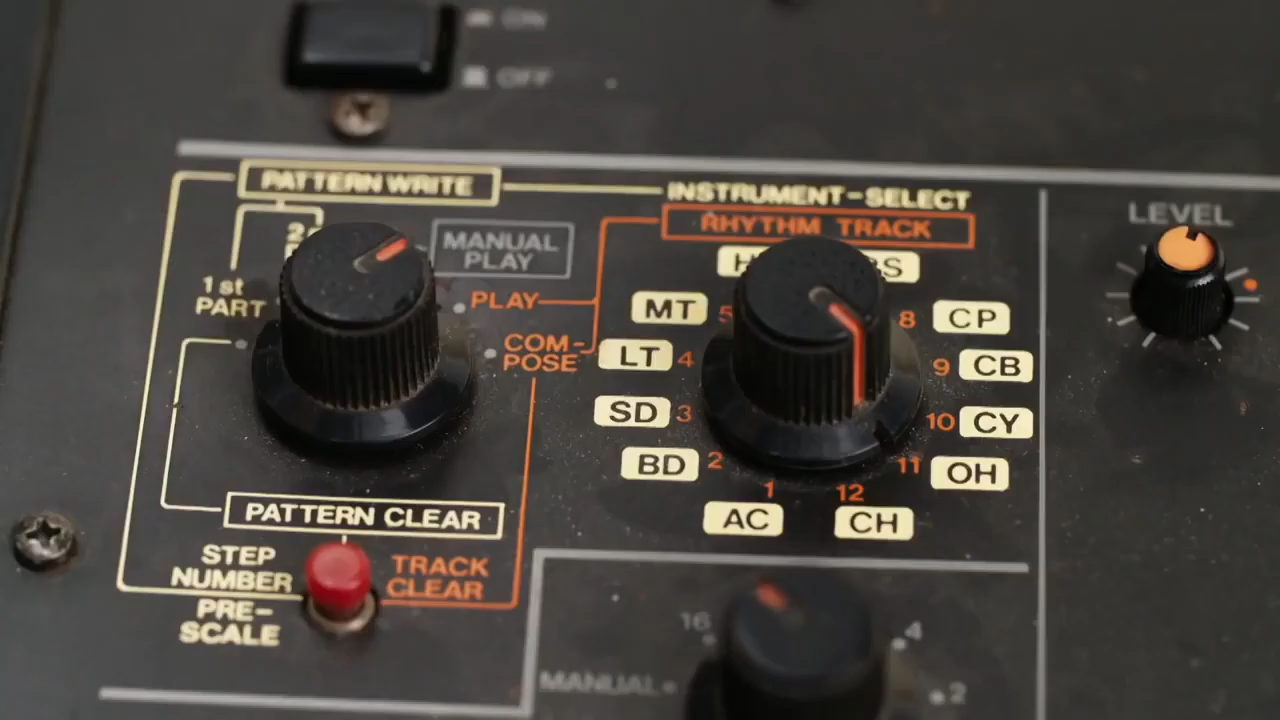 ON
OFF
PATTERN WRITE
INSTRUMENT-SELECT
RHYTHM TRACK
LEVEL
MANUAL
PLAY
1st
PART
PLAY
COM-
POSE
MT
8 CP
LT 4
9 CB
SD 3
10 CY
BD 2
11 OH
1
12
AC
CH
PATTERN CLEAR
STEP
NUMBER
TRACK
CLEAR
PRE-
SCALE
16
4
MANUAL
2